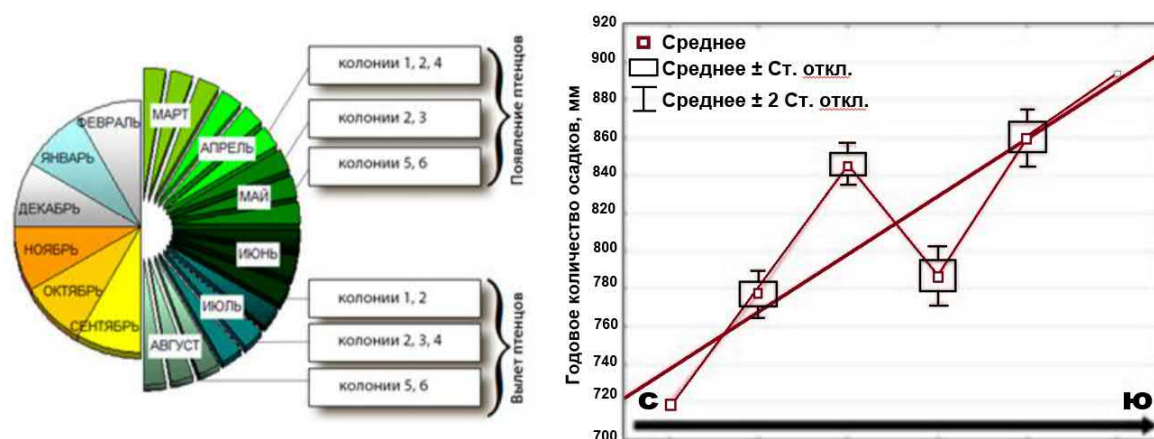 МАРТ
АПРЕЛЬ
МАЙ
ИЮНЬ
ИЮЛЬ
АВГУСТ
СЕНТЯБРЬ
ОКТЯБРЬ
НОЯБРЬ
ДЕКАБРЬ
ЯНВАРЬ
ФЕВРАЛЬ
колонии 1, 2, 4
колонии 2, 3
колонии 5, 6
Появление птенцов
колонии 1, 2
колонии 2, 3, 4
колонии 5, 6
Вылет птенцов
Годовое количество осадков, мм
920
900
880
860
840
820
800
780
760
740
720
700
Среднее
Среднее ± Ст. откл.
Среднее ± 2 Ст. откл.
С
Ю